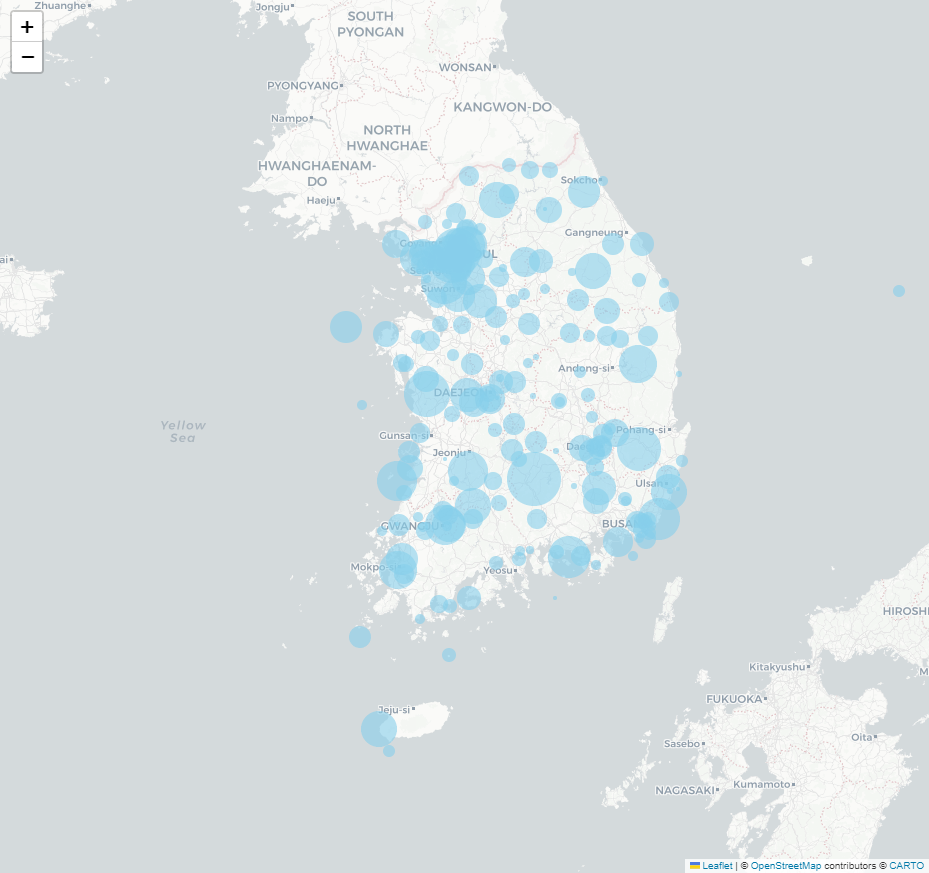 Zhuanghe
Jongju
+
−
SOUTH
PYONGAN
WONSAN
PYONGYANG
KANGWON-DO
Nampo
NORTH
HWANGHAE
HWANGHAENAM-
DO
Sokcho
Haeju
Gangneung
ai
Suwon
Andong-si
DAEJEON
Yellow
Sea
Gunsan-si
Pohang-si
Jeonju
Ulsan
GWANGJU
BUSAN
Mokpo-si
Yeosu
HIROSHI
Kitakyushu
M
FUKUOKA
Jeju-si
Oita
Sasebo
NAGASAKI
Kumamoto
Leaflet | © OpenStreetMap contributors © CARTO